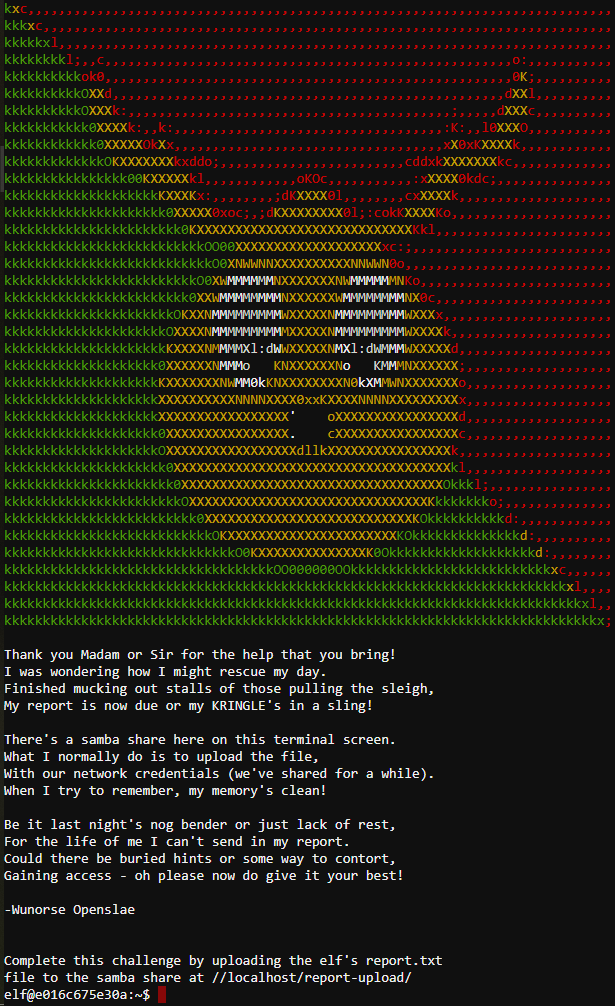 Thank you Madam or Sir for the help that you bring!
I was wondering how I might rescue my day.
Finished mucking out stalls of those pulling the sleigh,
My report is now due or my KRINGLE's in a sling!
There's a samba share here on this terminal screen.
What I normally do is to upload the file,
With our network credentials (we've shared for a while).
When I try to remember, my memory's clean!
Be it last night's nog bender or just lack of rest,
For the life of me I can't send in my report.
Could there be buried hints or some way to contort,
Gaining access - oh please now do give it your best!
-Wunorse Openslae
Complete this challenge by uploading the elf's report.txt
file to the samba share at //localhost/report-upload/
elf@e016c675e30a:~$